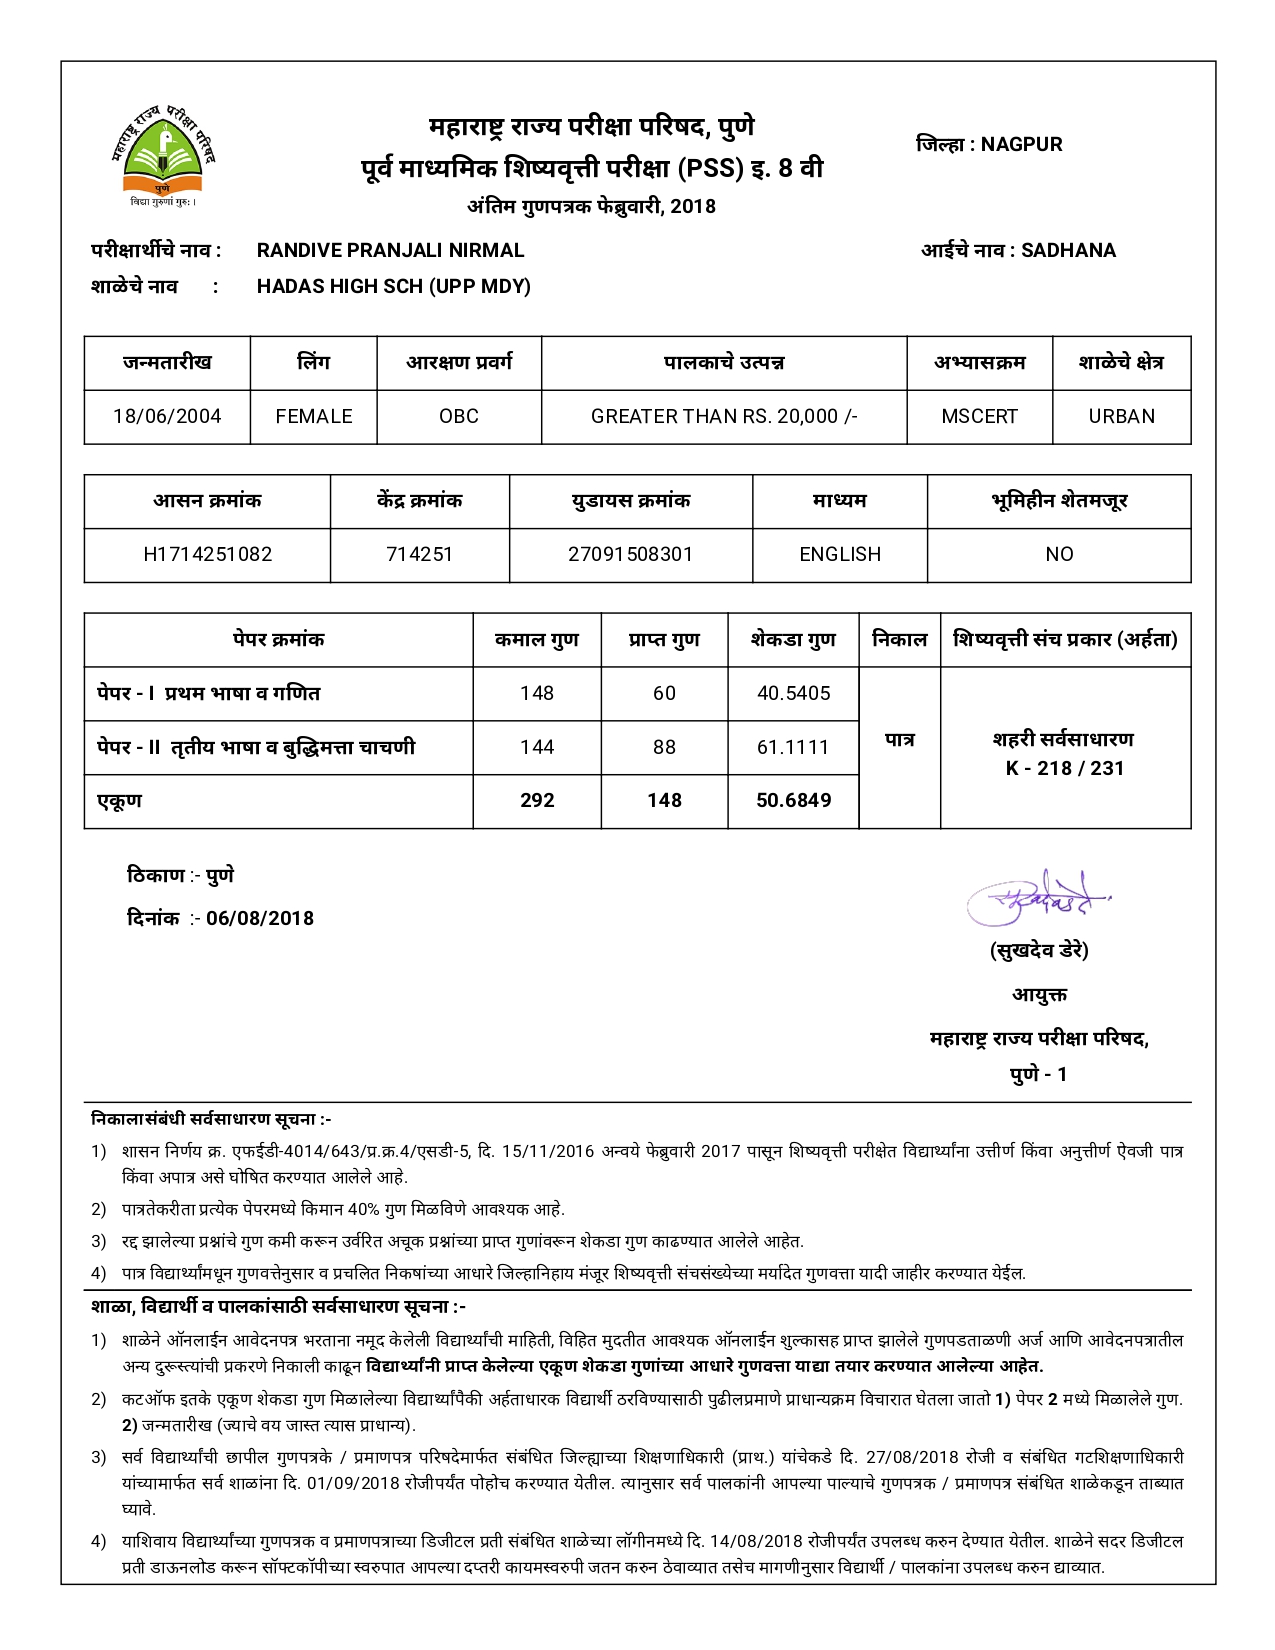 महाराष्ट्र राज्य परीक्षा परिषद
पुणे
विद्या गुरुणां गुरु: ।
महाराष्ट्र राज्य परीक्षा परिषद, पुणे
पूर्व माध्यमिक शिष्यवृत्ती परीक्षा (PSS) इ. 8 वी
अंतिम गुणपत्रक फेब्रुवारी, 2018
जिल्हा : NAGPUR
परीक्षार्थीचे नाव : RANDIVE PRANJALI NIRMAL आईचे नाव : SADHANA
शाळेचे नाव : HADAS HIGH SCH (UPP MDY)
जन्मतारीख लिंग आरक्षण प्रवर्ग पालकाचे उत्पन्न अभ्यासक्रम शाळेचे क्षेत्र
18/06/2004 FEMALE OBC GREATER THAN RS. 20,000 /- MSCERT URBAN
आसन क्रमांक केंद्र क्रमांक युडायस क्रमांक माध्यम भूमिहीन शेतमजूर
H1714251082 714251 27091508301 ENGLISH NO
पेपर क्रमांक कमाल गुण प्राप्त गुण शेकडा गुण निकाल शिष्यवृत्ती संच प्रकार (अर्हता)
पेपर - I प्रथम भाषा व गणित 148 60 40.5405
पेपर - II तृतीय भाषा व बुद्धिमत्ता चाचणी 144 88 61.1111
एकूण 292 148 50.6849
पात्र
शहरी सर्वसाधारण
K - 218 / 231
ठिकाण :- पुणे
दिनांक :- 06/08/2018
(सुखदेव डेरे)
आयुक्त
महाराष्ट्र राज्य परीक्षा परिषद,
पुणे - 1
निकालासंबंधी सर्वसाधारण सूचना :-
1) शासन निर्णय क्र. एफईडी-4014/643/प्र.क्र.4/एसडी-5, दि. 15/11/2016 अन्वये फेब्रुवारी 2017 पासून शिष्यवृत्ती परीक्षेत विद्यार्थ्यांना उत्तीर्ण किंवा अनुत्तीर्ण ऐवजी पात्र
किंवा अपात्र असे घोषित करण्यात आलेले आहे.
2) पात्रतेकरीता प्रत्येक पेपरमध्ये किमान 40% गुण मिळविणे आवश्यक आहे.
3) रद्द झालेल्या प्रश्नांचे गुण कमी करून उर्वरित अचूक प्रश्नांच्या प्राप्त गुणांवरून शेकडा गुण काढण्यात आलेले आहेत.
4) पात्र विद्यार्थ्यांमधून गुणवत्तेनुसार व प्रचलित निकषांच्या आधारे जिल्हानिहाय मंजूर शिष्यवृत्ती संचसंख्येच्या मर्यादेत गुणवत्ता यादी जाहीर करण्यात येईल.
शाळा, विद्यार्थी व पालकांसाठी सर्वसाधारण सूचना :-
1) शाळेने ऑनलाईन आवेदनपत्र भरताना नमूद केलेली विद्यार्थ्यांची माहिती, विहित मुदतीत आवश्यक ऑनलाईन शुल्कासह प्राप्त झालेले गुणपडताळणी अर्ज आणि आवेदनपत्रातील
अन्य दुरूस्त्यांची प्रकरणे निकाली काढून विद्यार्थ्यांनी प्राप्त केलेल्या एकूण शेकडा गुणांच्या आधारे गुणवत्ता याद्या तयार करण्यात आलेल्या आहेत.
2) कटऑफ इतके एकूण शेकडा गुण मिळालेल्या विद्यार्थ्यांपैकी अर्हताधारक विद्यार्थी ठरविण्यासाठी पुढीलप्रमाणे प्राधान्यक्रम विचारात घेतला जातो 1) पेपर 2 मध्ये मिळालेले गुण.
2) जन्मतारीख (ज्याचे वय जास्त त्यास प्राधान्य).
3) सर्व विद्यार्थ्यांची छापील गुणपत्रके / प्रमाणपत्र परिषदेमार्फत संबंधित जिल्ह्याच्या शिक्षणाधिकारी (प्राथ.) यांचेकडे दि. 27/08/2018 रोजी व संबंधित गटशिक्षणाधिकारी
यांच्यामार्फत सर्व शाळांना दि. 01/09/2018 रोजीपर्यंत पोहोच करण्यात येतील. त्यानुसार सर्व पालकांनी आपल्या पाल्याचे गुणपत्रक / प्रमाणपत्र संबंधित शाळेकडून ताब्यात
घ्यावे.
4) याशिवाय विद्यार्थ्यांच्या गुणपत्रक व प्रमाणपत्राच्या डिजीटल प्रती संबंधित शाळेच्या लॉगीनमध्ये दि. 14/08/2018 रोजीपर्यंत उपलब्ध करुन देण्यात येतील. शाळेने सदर डिजीटल
प्रती डाऊनलोड करून सॉफ्टकॉपीच्या स्वरुपात आपल्या दप्तरी कायमस्वरुपी जतन करुन ठेवाव्यात तसेच मागणीनुसार विद्यार्थी / पालकांना उपलब्ध करुन द्याव्यात.